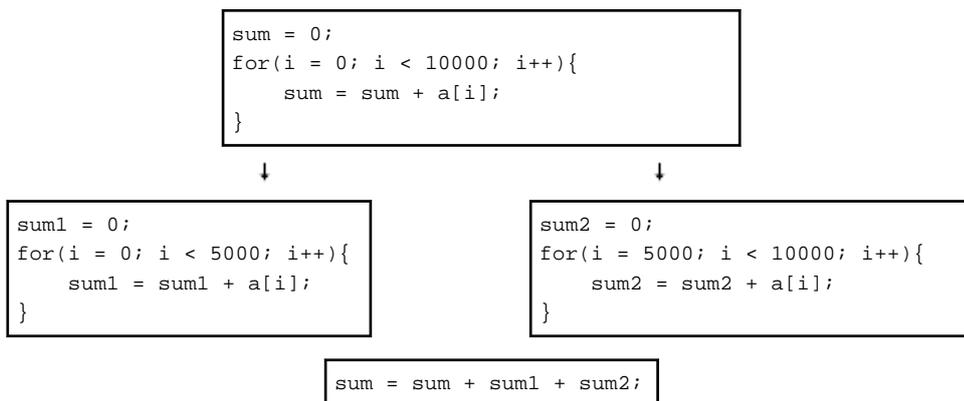 sum = 0;
for(i = 0; i < 10000; i++){
    sum = sum + a[i];
}
sum1 = 0;
for(i = 0; i < 5000; i++){
    sum1 = sum1 + a[i];
}
sum2 = 0;
for(i = 5000; i < 10000; i++){
    sum2 = sum2 + a[i];
}
sum = sum + sum1 + sum2;